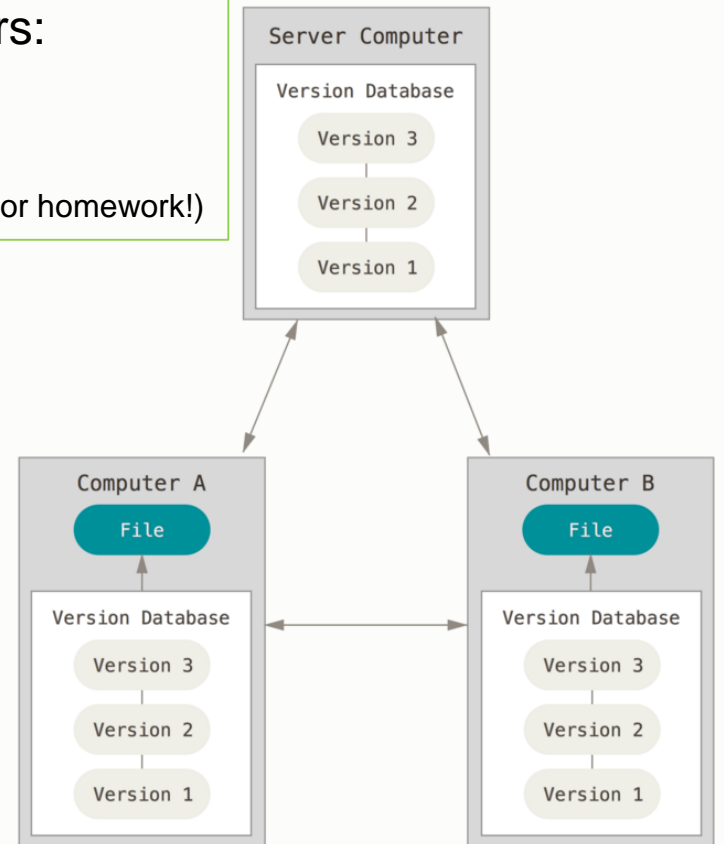 rs:
or homework!)
Server Computer
Version Database
Version 3
Version 2
Version 1
Computer A
File
Version Database
Version 3
Version 2
Version 1
Computer B
File
Version Database
Version 3
Version 2
Version 1